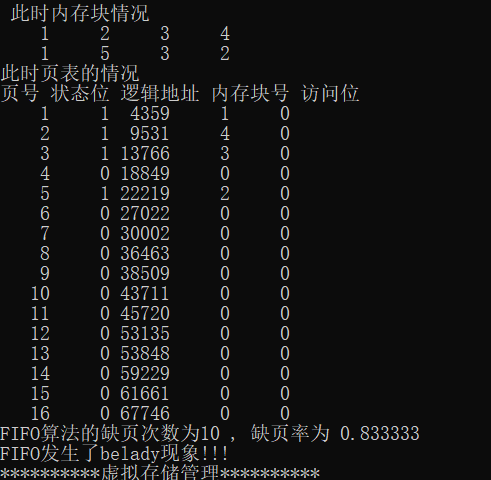 此时内存块情况
1 2 3 4
1 5 3 2
此时页表的情况
页号 状态位 逻辑地址 内存块号 访问位
1 1 4359 1 0
2 1 9531 4 0
3 1 13766 3 0
4 0 18849 0 0
5 1 22219 2 0
6 0 27022 0 0
7 0 30002 0 0
8 0 36463 0 0
9 0 38509 0 0
10 0 43711 0 0
11 0 45720 0 0
12 0 53135 0 0
13 0 53848 0 0
14 0 59229 0 0
15 0 61661 0 0
16 0 67746 0 0
FIFO算法的缺页次数为10 , 缺页率为 0.833333
FIFO发生了belady现象!!!
**********虚拟存储管理**********